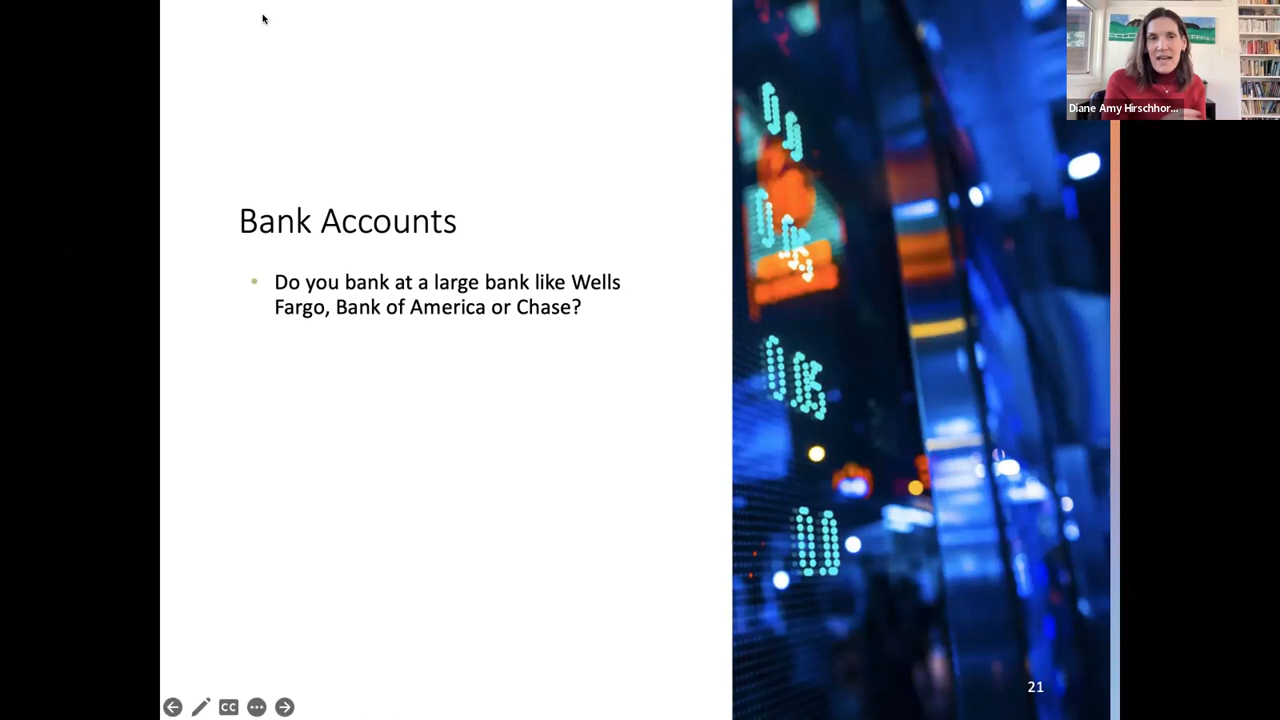 Diane Amy Hirschhor...
Bank Accounts
Do you bank at a large bank like Wells
Fargo, Bank of America or Chase?
21
CC